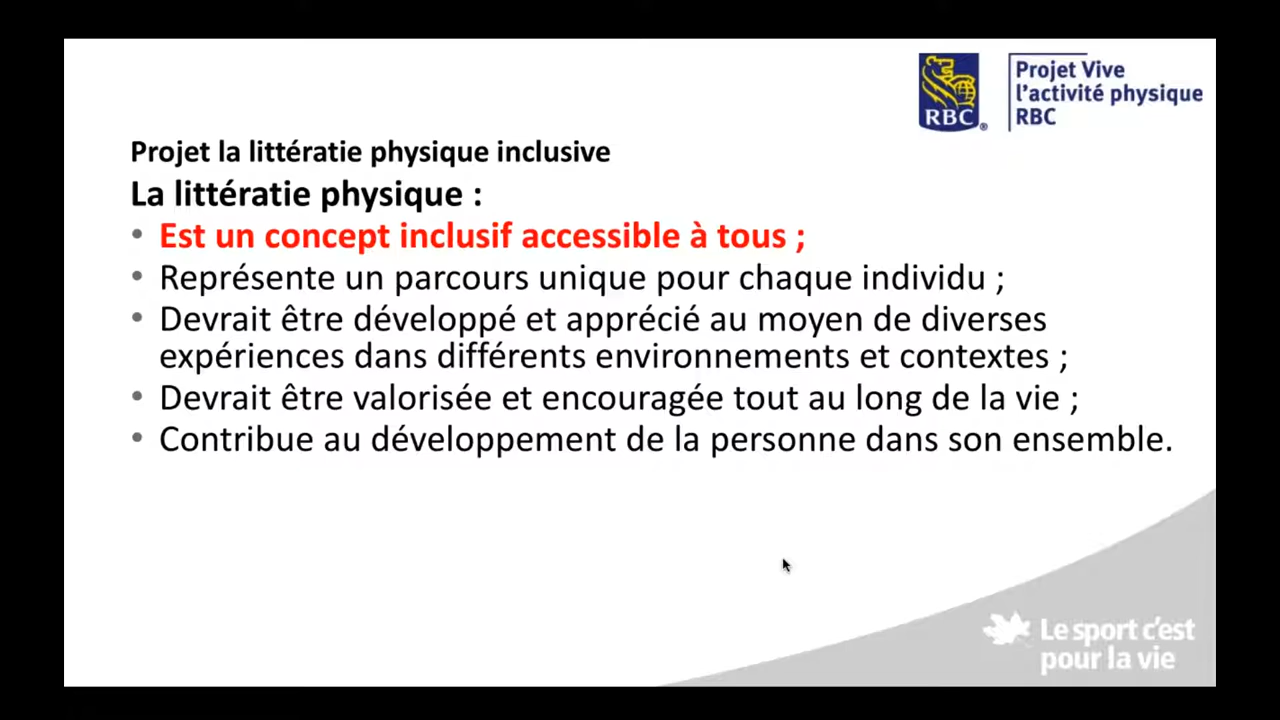 RBC®
Projet Vive
l'activité physique
RBC
Projet la littératie physique inclusive
La littératie physique :
• Est un concept inclusif accessible à tous ;
• Représente un parcours unique pour chaque individu ;
• Devrait être développé et apprécié au moyen de diverses
expériences dans différents environnements et contextes ;
• Devrait être valorisée et encouragée tout au long de la vie ;
• Contribue au développement de la personne dans son ensemble.
Le sport c'est
pour la vie